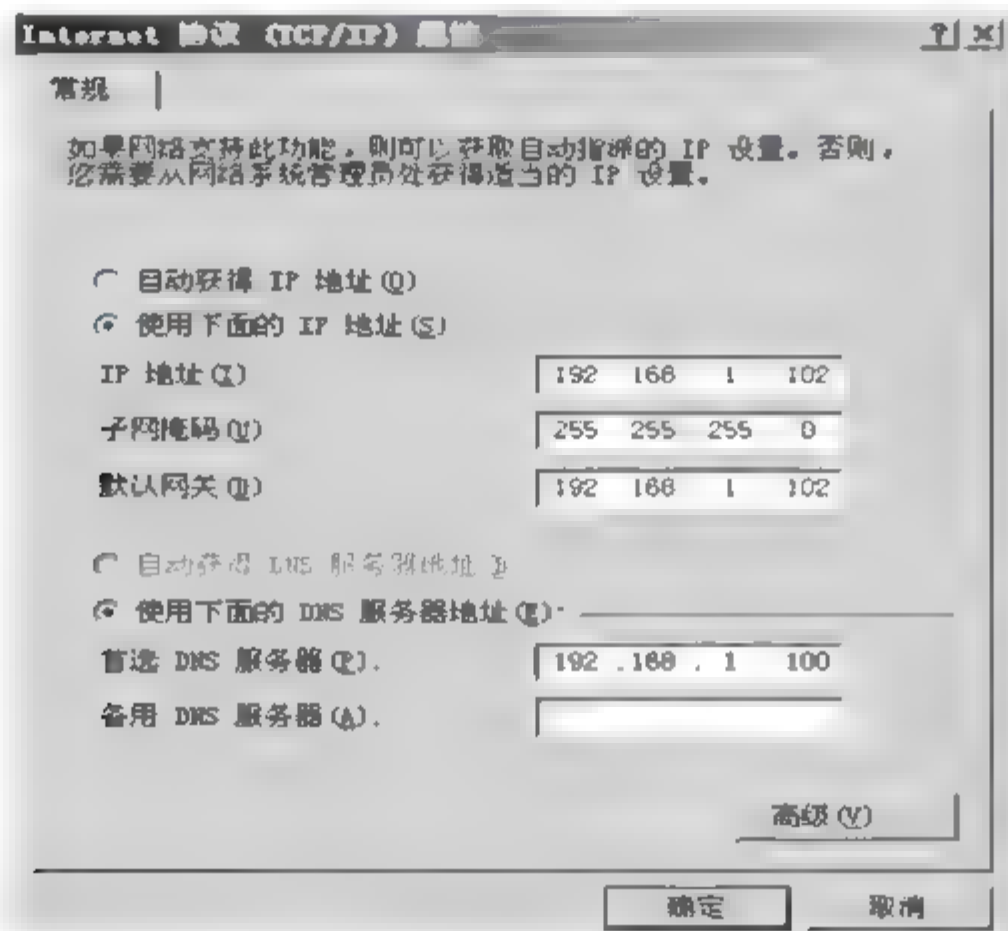 Internet 协议 (TCP/IP) 属性
常规
如果网络支持此功能,则可以获取自动指派的 IP 设置。否则,
您需要从网络系统管理员处获得适当的 IP 设置。
自动获得 IP 地址(O)
使用下面的 IP 地址(S)
IP 地址(I) 192 168 1 102
子网掩码(U) 255 255 255 0
默认网关(D) 192 168 1 102
自动获得 DNS 服务器地址 B
使用下面的 DNS 服务器地址(E)
首选 DNS 服务器(P). 192 .168 . 1 100
备用 DNS 服务器(A).
高级(V)
确定 取消